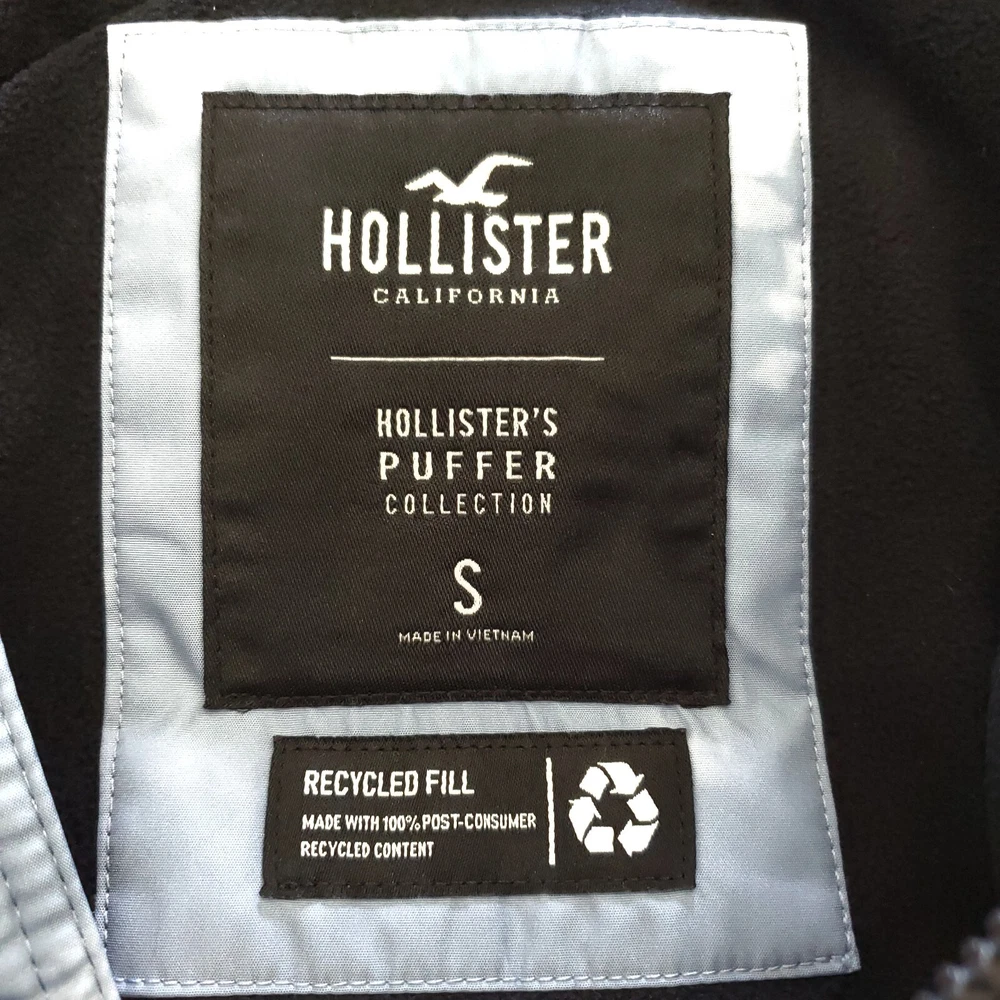 HOLLISTER
CALIFORNIA
HOLLISTER'S
PUFFER
COLLECTION
S
MADE IN VIETNAM
RECYCLED FILL
MADE WITH 100% POST-CONSUMER
RECYCLED CONTENT